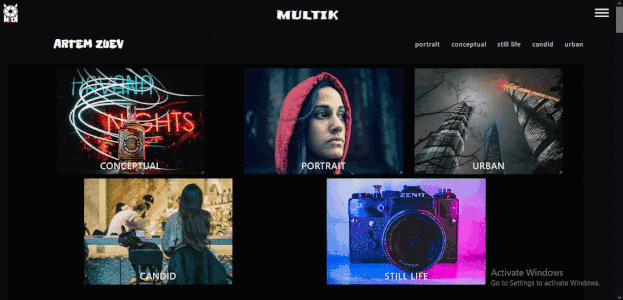 MULTIK
ARTEM ZUEV
portrait conceptual still life candid urban
HAVANA
NIGHTS
CONCEPTUAL
PORTRAIT
URBAN
ZENIT
CANDID
STILL LIFE
Activate Windows
Go to Settings to activate Windows.